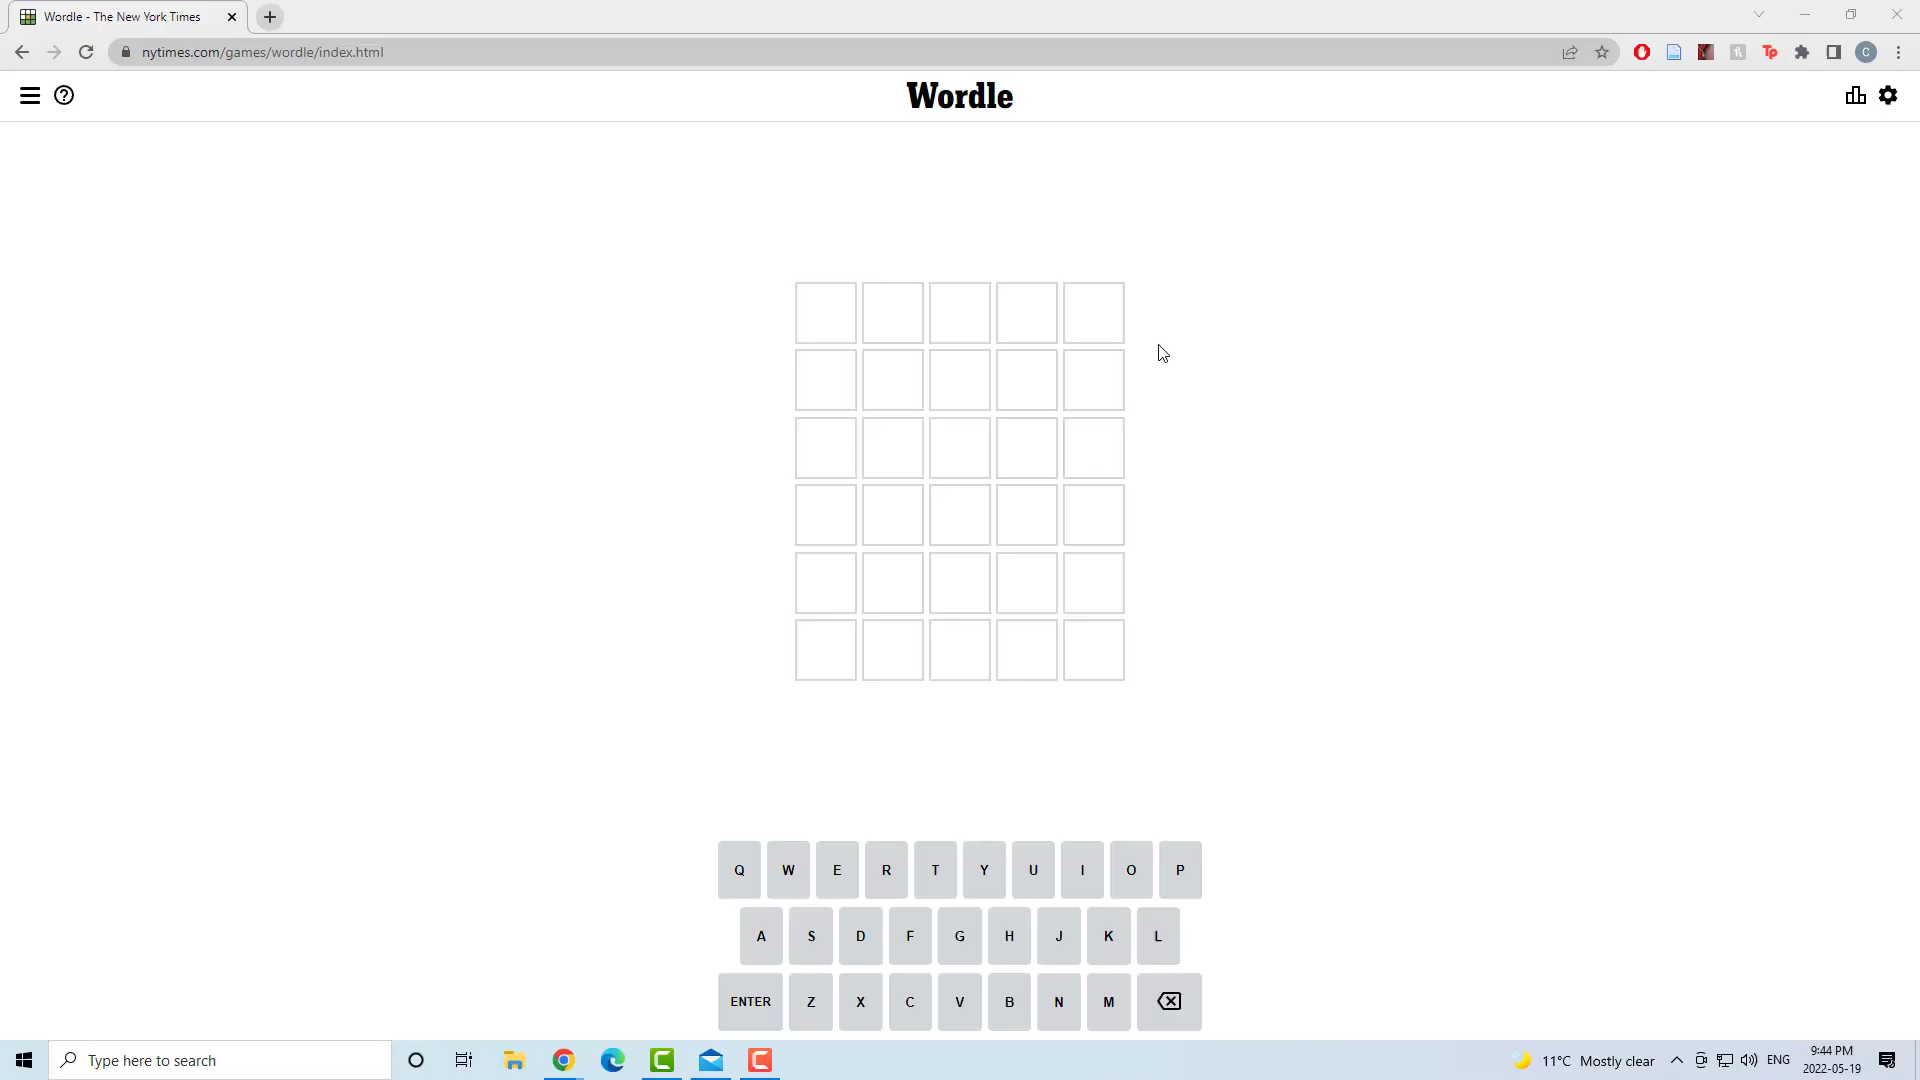 Wordle - The New York Times
nytimes.com/games/wordle/index.html
Tp
C
Wordle
Q W E R T Y U I O P
A S D F G H J K L
ENTER Z X C V B N M
Type here to search
11°C Mostly clear
ENG
9:44 PM
2022-05-19